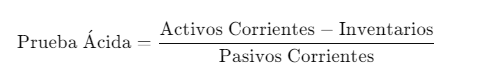 Prueba Ácida = Activos Corrientes − Inventarios
Pasivos Corrientes